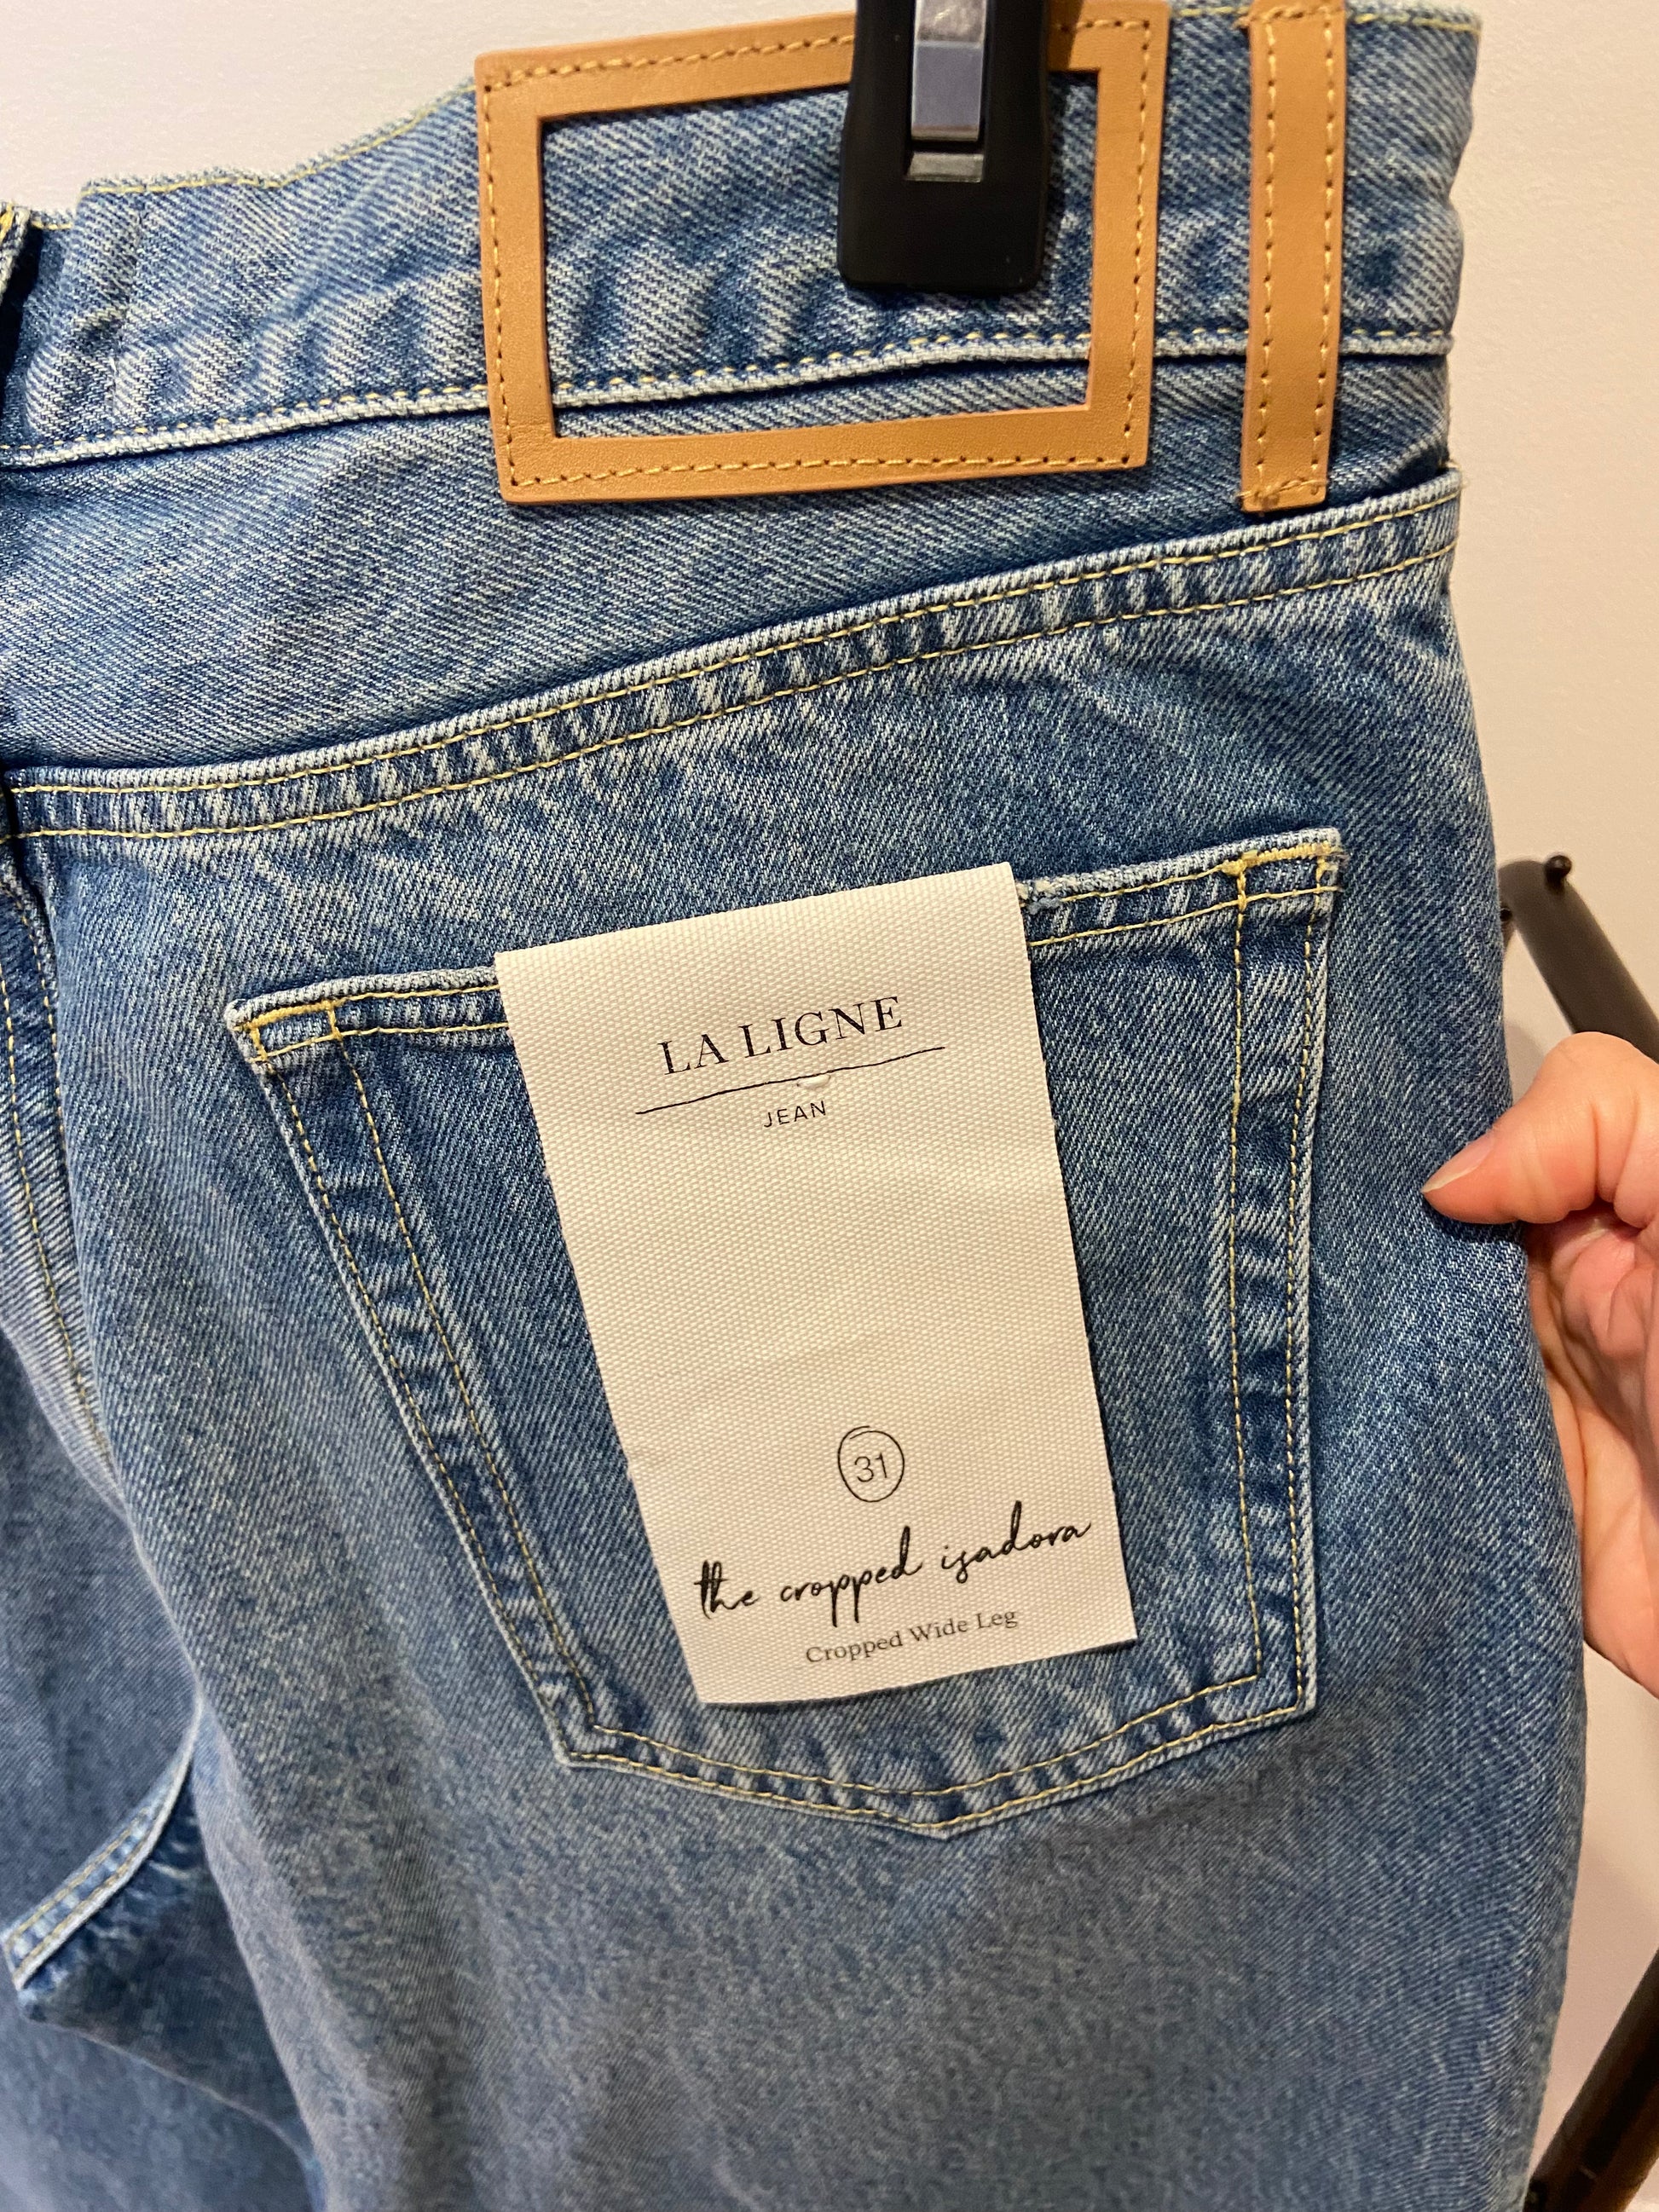 LA LIGNE
JEAN
31
the cropped isadora
Cropped Wide Leg